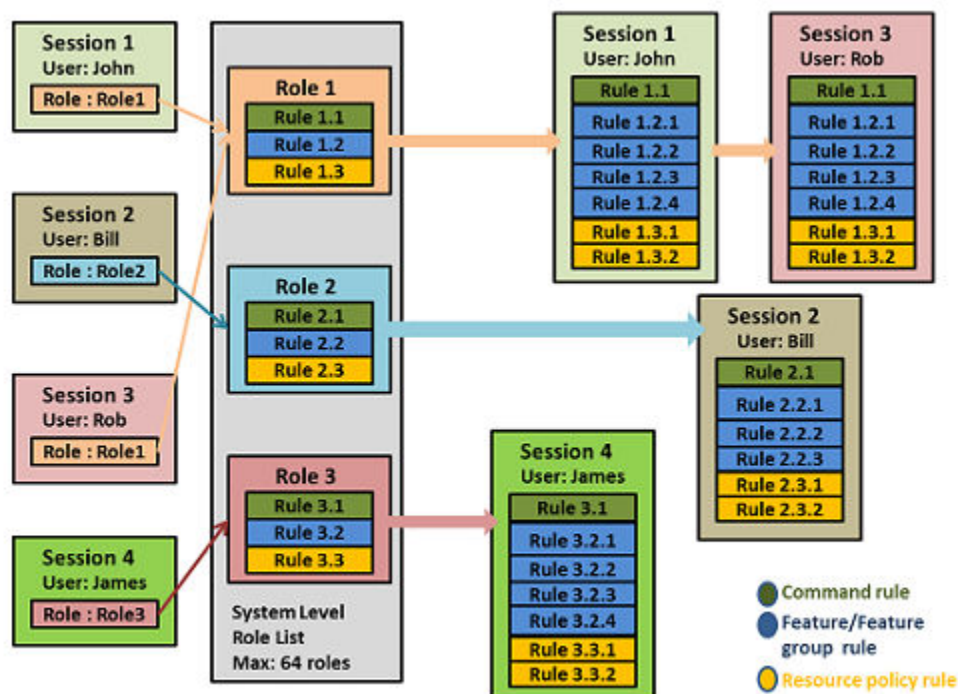 Session 1
User: John
Role : Role1
Session 2
User: Bill
Role : Role2
Session 3
User: Rob
Role : Role1
Session 4
User: James
Role : Role3
Role 1
Rule 1.1
Rule 1.2
Rule 1.3
Role 2
Rule 2.1
Rule 2.2
Rule 2.3
Role 3
Rule 3.1
Rule 3.2
Rule 3.3
System Level
Role List
Max: 64 roles
Session 1
User: John
Rule 1.1
Rule 1.2.1
Rule 1.2.2
Rule 1.2.3
Rule 1.2.4
Rule 1.3.1
Rule 1.3.2
Session 3
User: Rob
Rule 1.1
Rule 1.2.1
Rule 1.2.2
Rule 1.2.3
Rule 1.2.4
Rule 1.3.1
Rule 1.3.2
Session 2
User: Bill
Rule 2.1
Rule 2.2.1
Rule 2.2.2
Rule 2.2.3
Rule 2.3.1
Rule 2.3.2
Session 4
User: James
Rule 3.1
Rule 3.2.1
Rule 3.2.2
Rule 3.2.3
Rule 3.2.4
Rule 3.3.1
Rule 3.3.2
Command rule
Feature/Feature
group rule
Resource policy rule